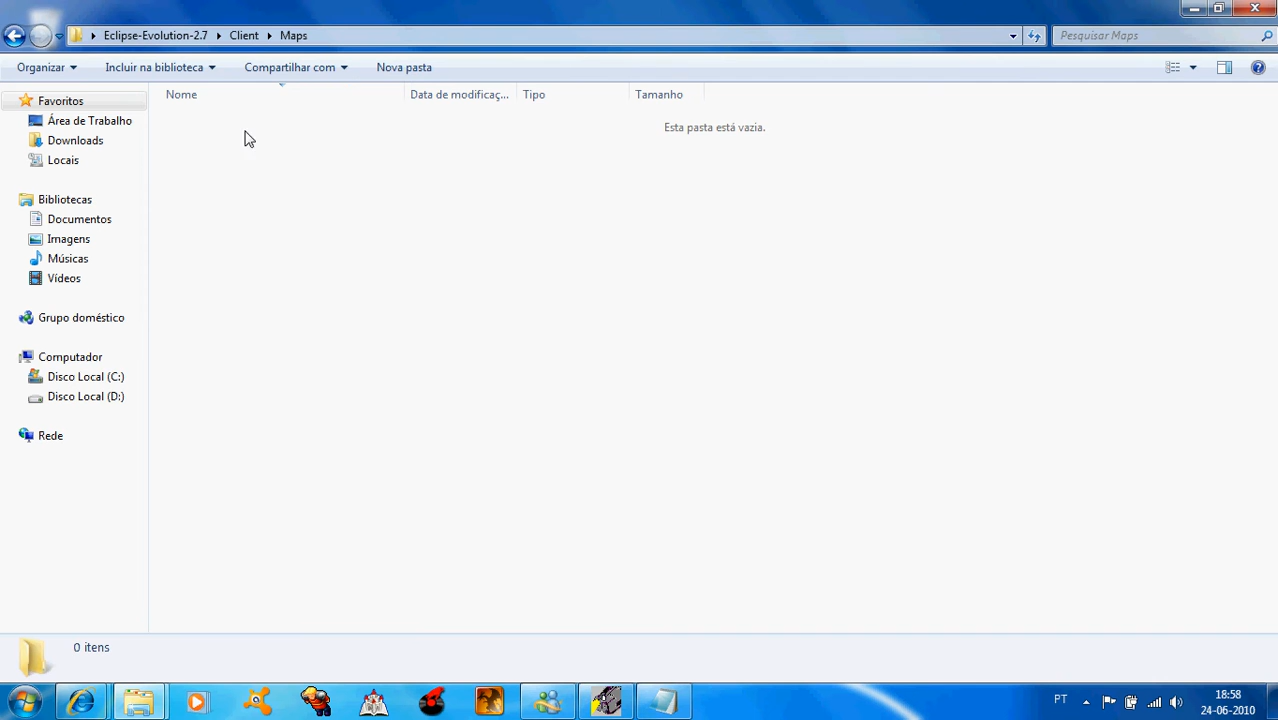 Eclipse-Evolution-2.7 Client Maps
Pesquisar Maps
Organizar Incluir na biblioteca Compartilhar com Nova pasta
Nome Data de modificaç... Tipo Tamanho
Esta pasta está vazia.
Favoritos
Área de Trabalho
Downloads
Locais
Bibliotecas
Documentos
Imagens
Músicas
Vídeos
Grupo doméstico
Computador
Disco Local (C:)
Disco Local (D:)
Rede
0 itens
PT
18:58
24-06-2010